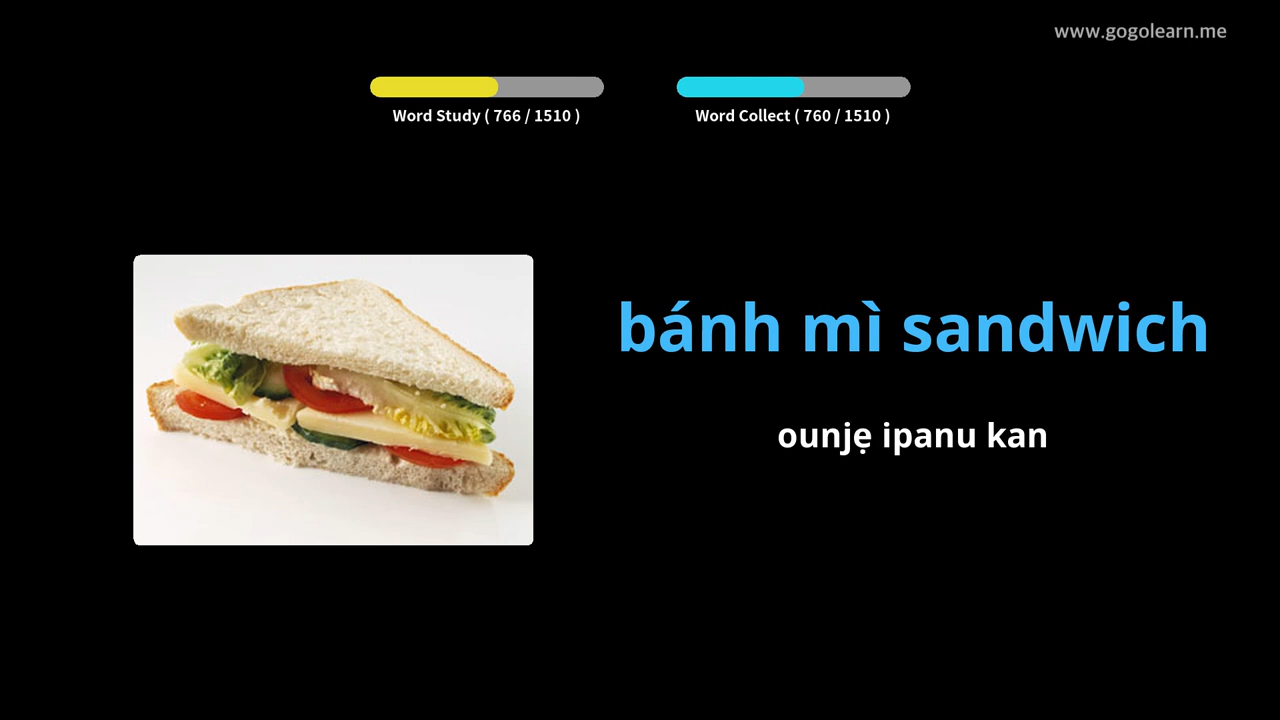 www.gogolearn.me
Word Study ( 766 / 1510 )
Word Collect ( 760 / 1510 )
bánh mì sandwich
ounjẹ ipanu kan